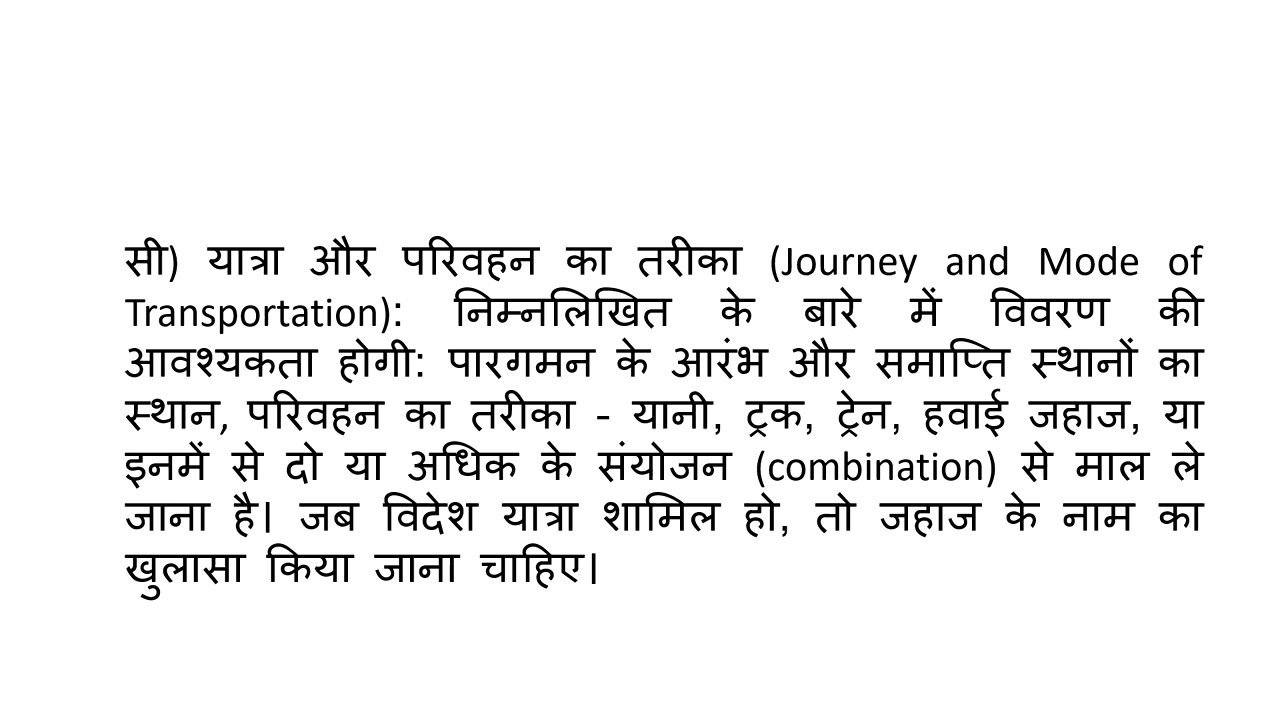 सी) यात्रा और परिवहन का तरीका (Journey and Mode of
Transportation): निम्नलिखित के बारे में विवरण की
आवश्यकता होगी: पारगमन के आरंभ और समाप्ति स्थानों का
स्थान, परिवहन का तरीका - यानी, ट्रक, ट्रेन, हवाई जहाज, या
इनमें से दो या अधिक के संयोजन (combination) से माल ले
जाना है। जब विदेश यात्रा शामिल हो, तो जहाज के नाम का
खुलासा किया जाना चाहिए।